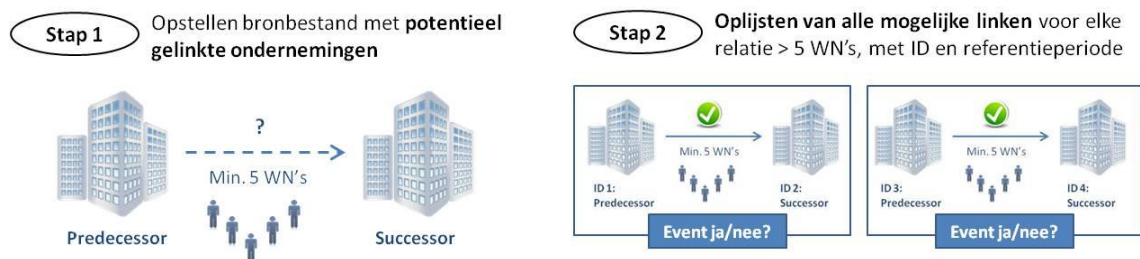 Stap 1
Opstellen bronbestand met potentieel
gelinkte ondernemingen
?
Min. 5 WN's
Predecessor
Successor
Stap 2
Oplijsten van alle mogelijke linken voor elke
relatie > 5 WN's, met ID en referentieperiode
Min. 5 WN's
ID 1:
Predecessor
ID 2:
Successor
Event ja/nee?
Min. 5 WN's
ID 3:
Predecessor
ID 4:
Successor
Event ja/nee?